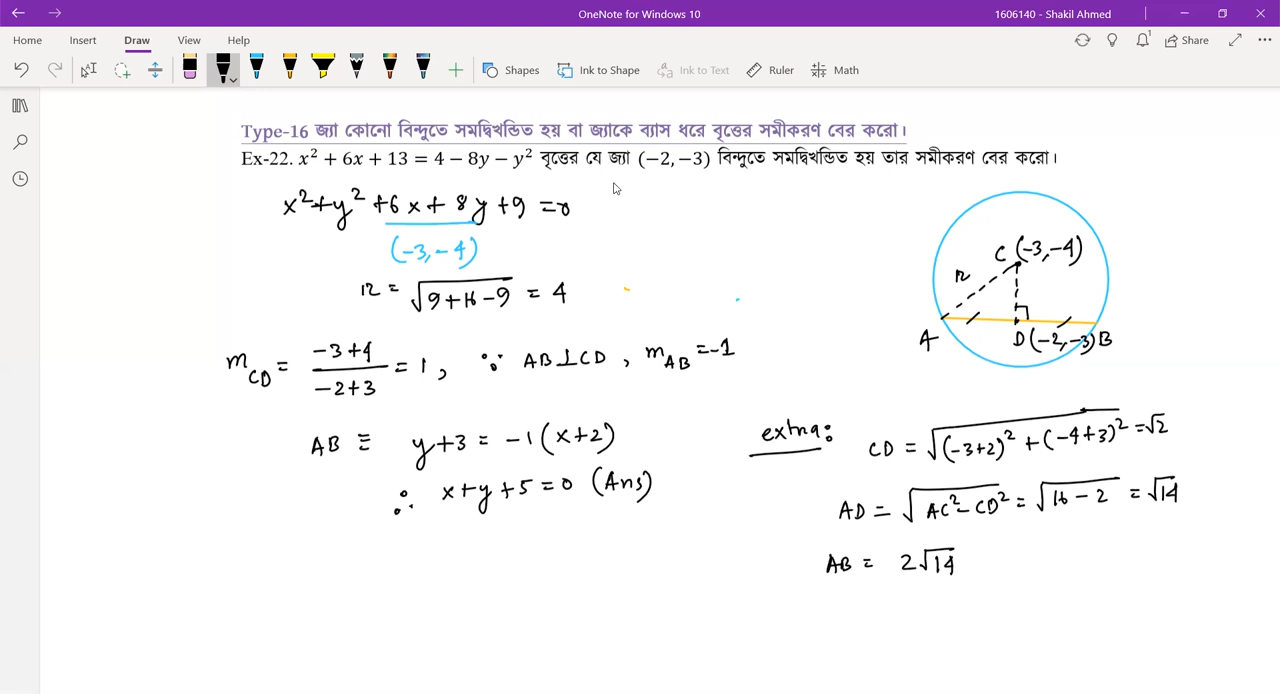 OneNote for Windows 10
1606140 - Shakil Ahmed
Home Insert Draw View Help
Share
Shapes Ink to Shape Ink to Text Ruler Math
Type-16 জ্যা কোনো বিন্দুতে সমদ্বিখন্ডিত হয় বা জ্যাকে ব্যাস ধরে বৃত্তের সমীকরণ বের করো।
Ex-22. x² + 6x + 13 = 4 − 8y − y² বৃত্তের যে জ্যা (−2, −3) বিন্দুতে সমদ্বিখন্ডিত হয় তার সমীকরণ বের করো।
x²+y²+6x+8y+9=0
(-3,-4)
r = √9+16-9 = 4
m_CD = (-3+4)/(-2+3) = 1, ∵ AB⊥CD, m_AB = -1
AB ≡ y+3 = -1(x+2)
∴ x+y+5=0 (Ans)
C (-3,-4)
r
A D(-2,-3) B
extra: CD = √(-3+2)²+(-4+3)² = √2
AD = √AC²-CD² = √16-2 = √14
AB = 2√14